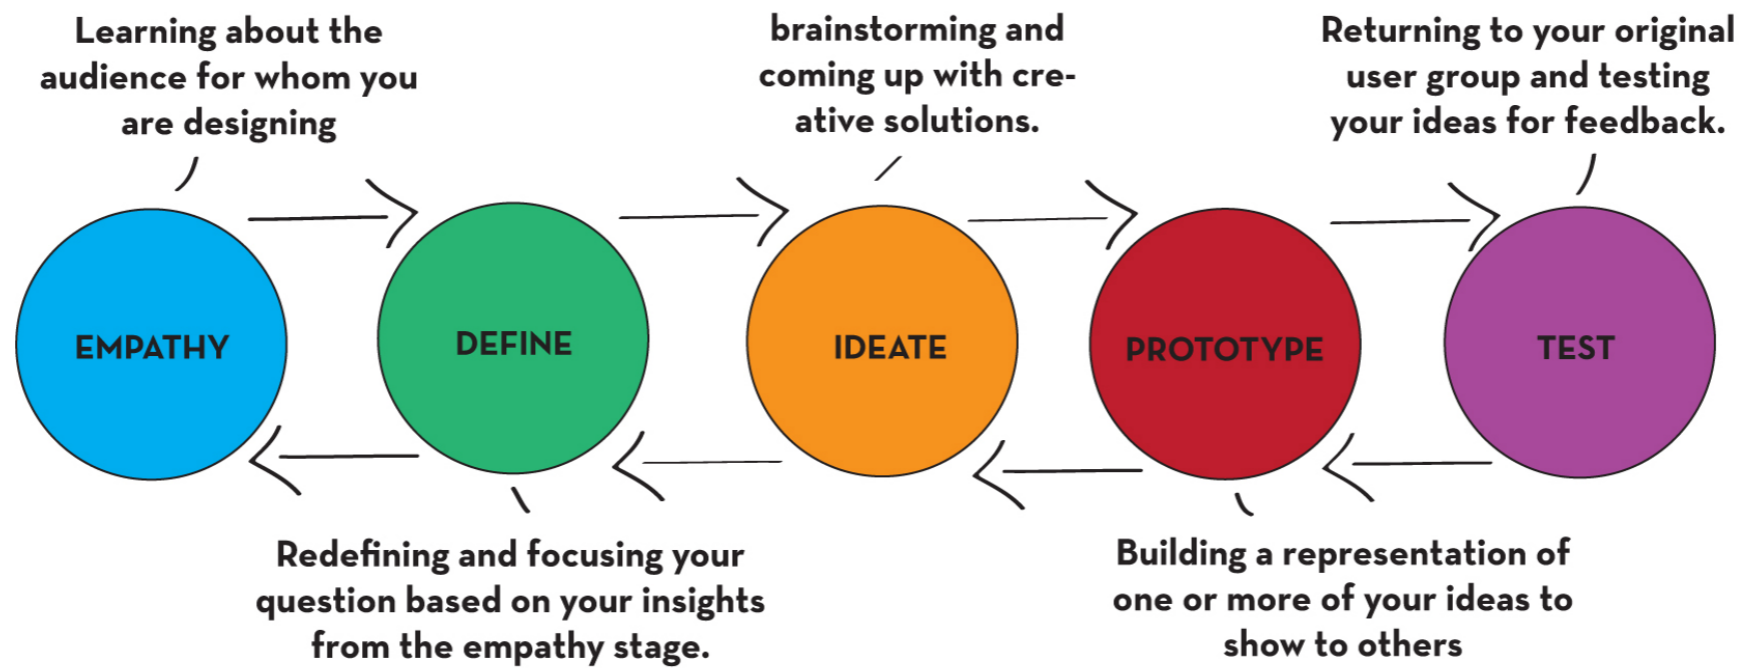 Learning about the
audience for whom you
are designing
brainstorming and
coming up with cre-
ative solutions.
Returning to your original
user group and testing
your ideas for feedback.
EMPATHY
DEFINE
IDEATE
PROTOTYPE
TEST
Redefining and focusing your
question based on your insights
from the empathy stage.
Building a representation of
one or more of your ideas to
show to others